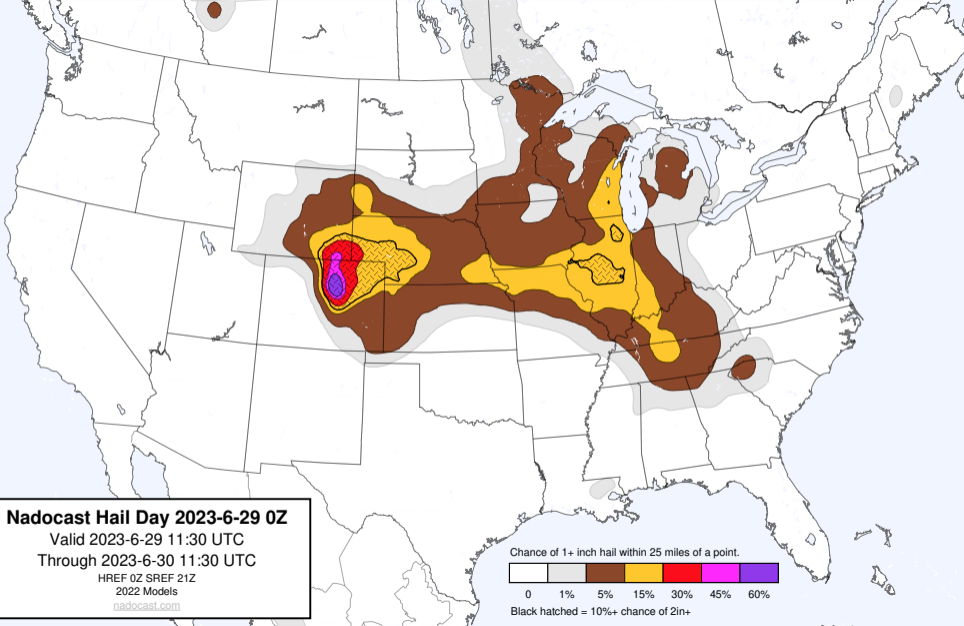 Nadocast Hail Day 2023-6-29 0Z
Valid 2023-6-29 11:30 UTC
Through 2023-6-30 11:30 UTC
HREF 0Z SREF 21Z
2022 Models
nadocast.com
Chance of 1+ inch hail within 25 miles of a point.
0 1% 5% 15% 30% 45% 60%
Black hatched = 10%+ chance of 2in+